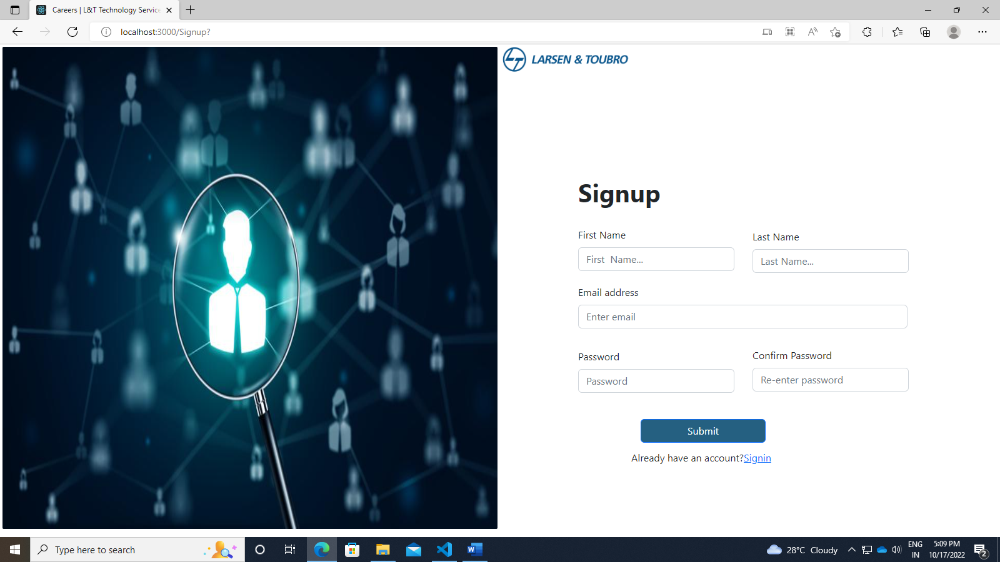 Careers | L&T Technology Service
localhost:3000/Signup?
LARSEN & TOUBRO
Signup
First Name
Last Name
First  Name...
Last Name...
Email address
Enter email
Password
Confirm Password
Password
Re-enter password
Submit
Already have an account?Signin
Type here to search
28°C Cloudy
ENG
IN
5:09 PM
10/17/2022
2